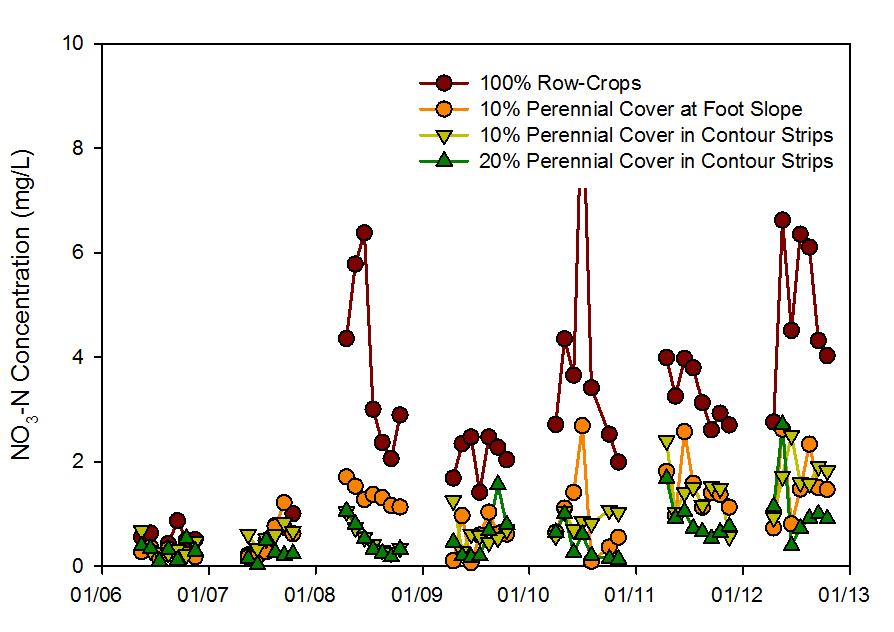 10
8
6
4
2
0
NO3-N Concentration (mg/L)
100% Row-Crops
10% Perennial Cover at Foot Slope
10% Perennial Cover in Contour Strips
20% Perennial Cover in Contour Strips
01/06 01/07 01/08 01/09 01/10 01/11 01/12 01/13